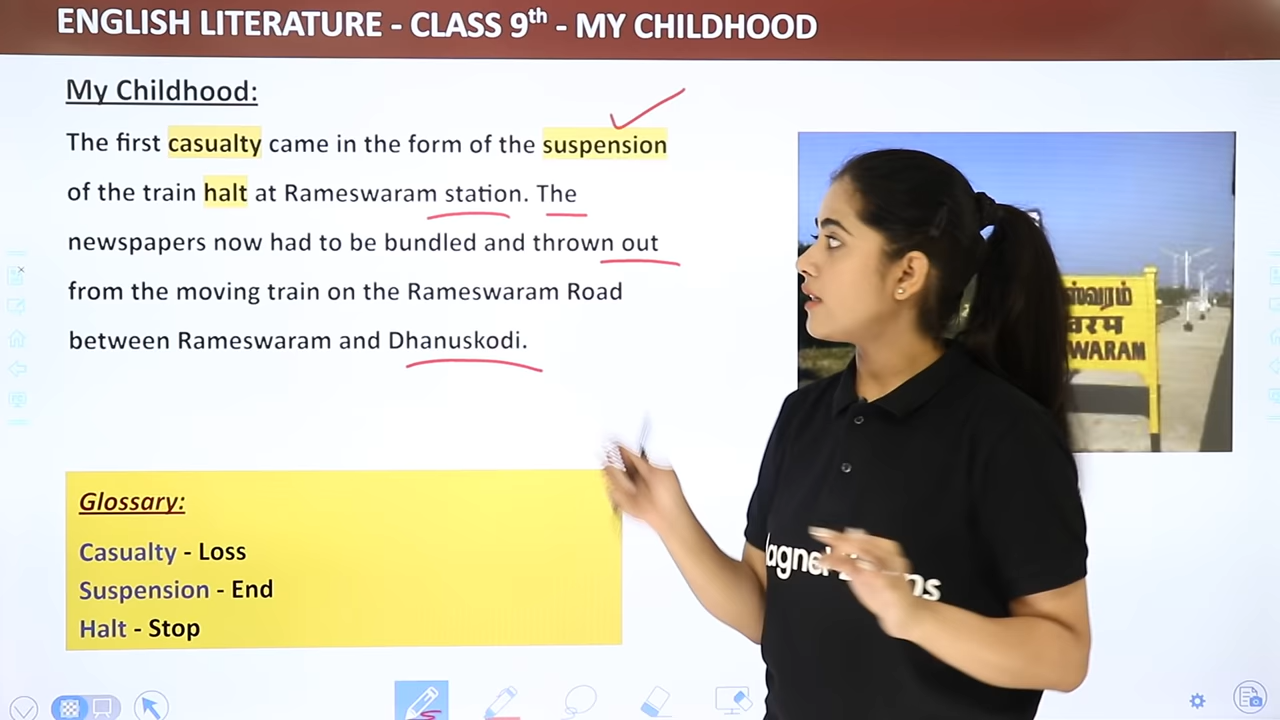 ENGLISH LITERATURE - CLASS 9th - MY CHILDHOOD
My Childhood:
The first casualty came in the form of the suspension
of the train halt at Rameswaram station. The
newspapers now had to be bundled and thrown out
from the moving train on the Rameswaram Road
between Rameswaram and Dhanuskodi.
Glossary:
Casualty - Loss
Suspension - End
Halt - Stop